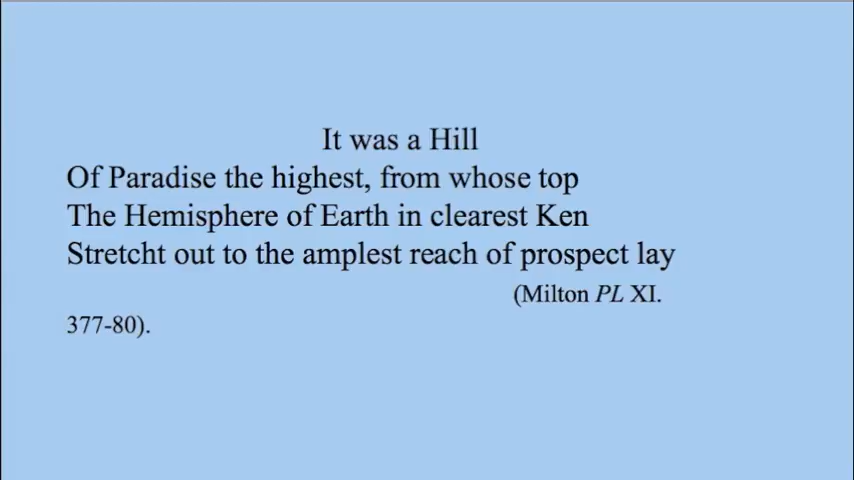 It was a Hill
Of Paradise the highest, from whose top
The Hemisphere of Earth in clearest Ken
Stretcht out to the amplest reach of prospect lay
(Milton PL XI.
377-80).